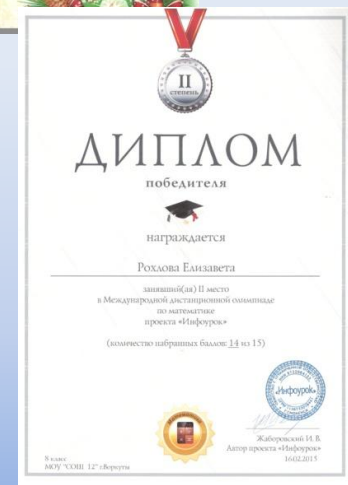 II
СТЕПЕНЬ
ДИПЛОМ
победителя
награждается
Рохлова Елизавета
занявший(ая) II место
к Международной дистанционной олимпиаде
по математике
проекта «Инфоурок»
(количество набранных баллов: 14 из 15)
«Инфоурок»
Жаборовский И. В.
Автор проекта «Инфоурок»
16.02.2015
8 класс
МОУ "СОШ 12" г.Воркуты